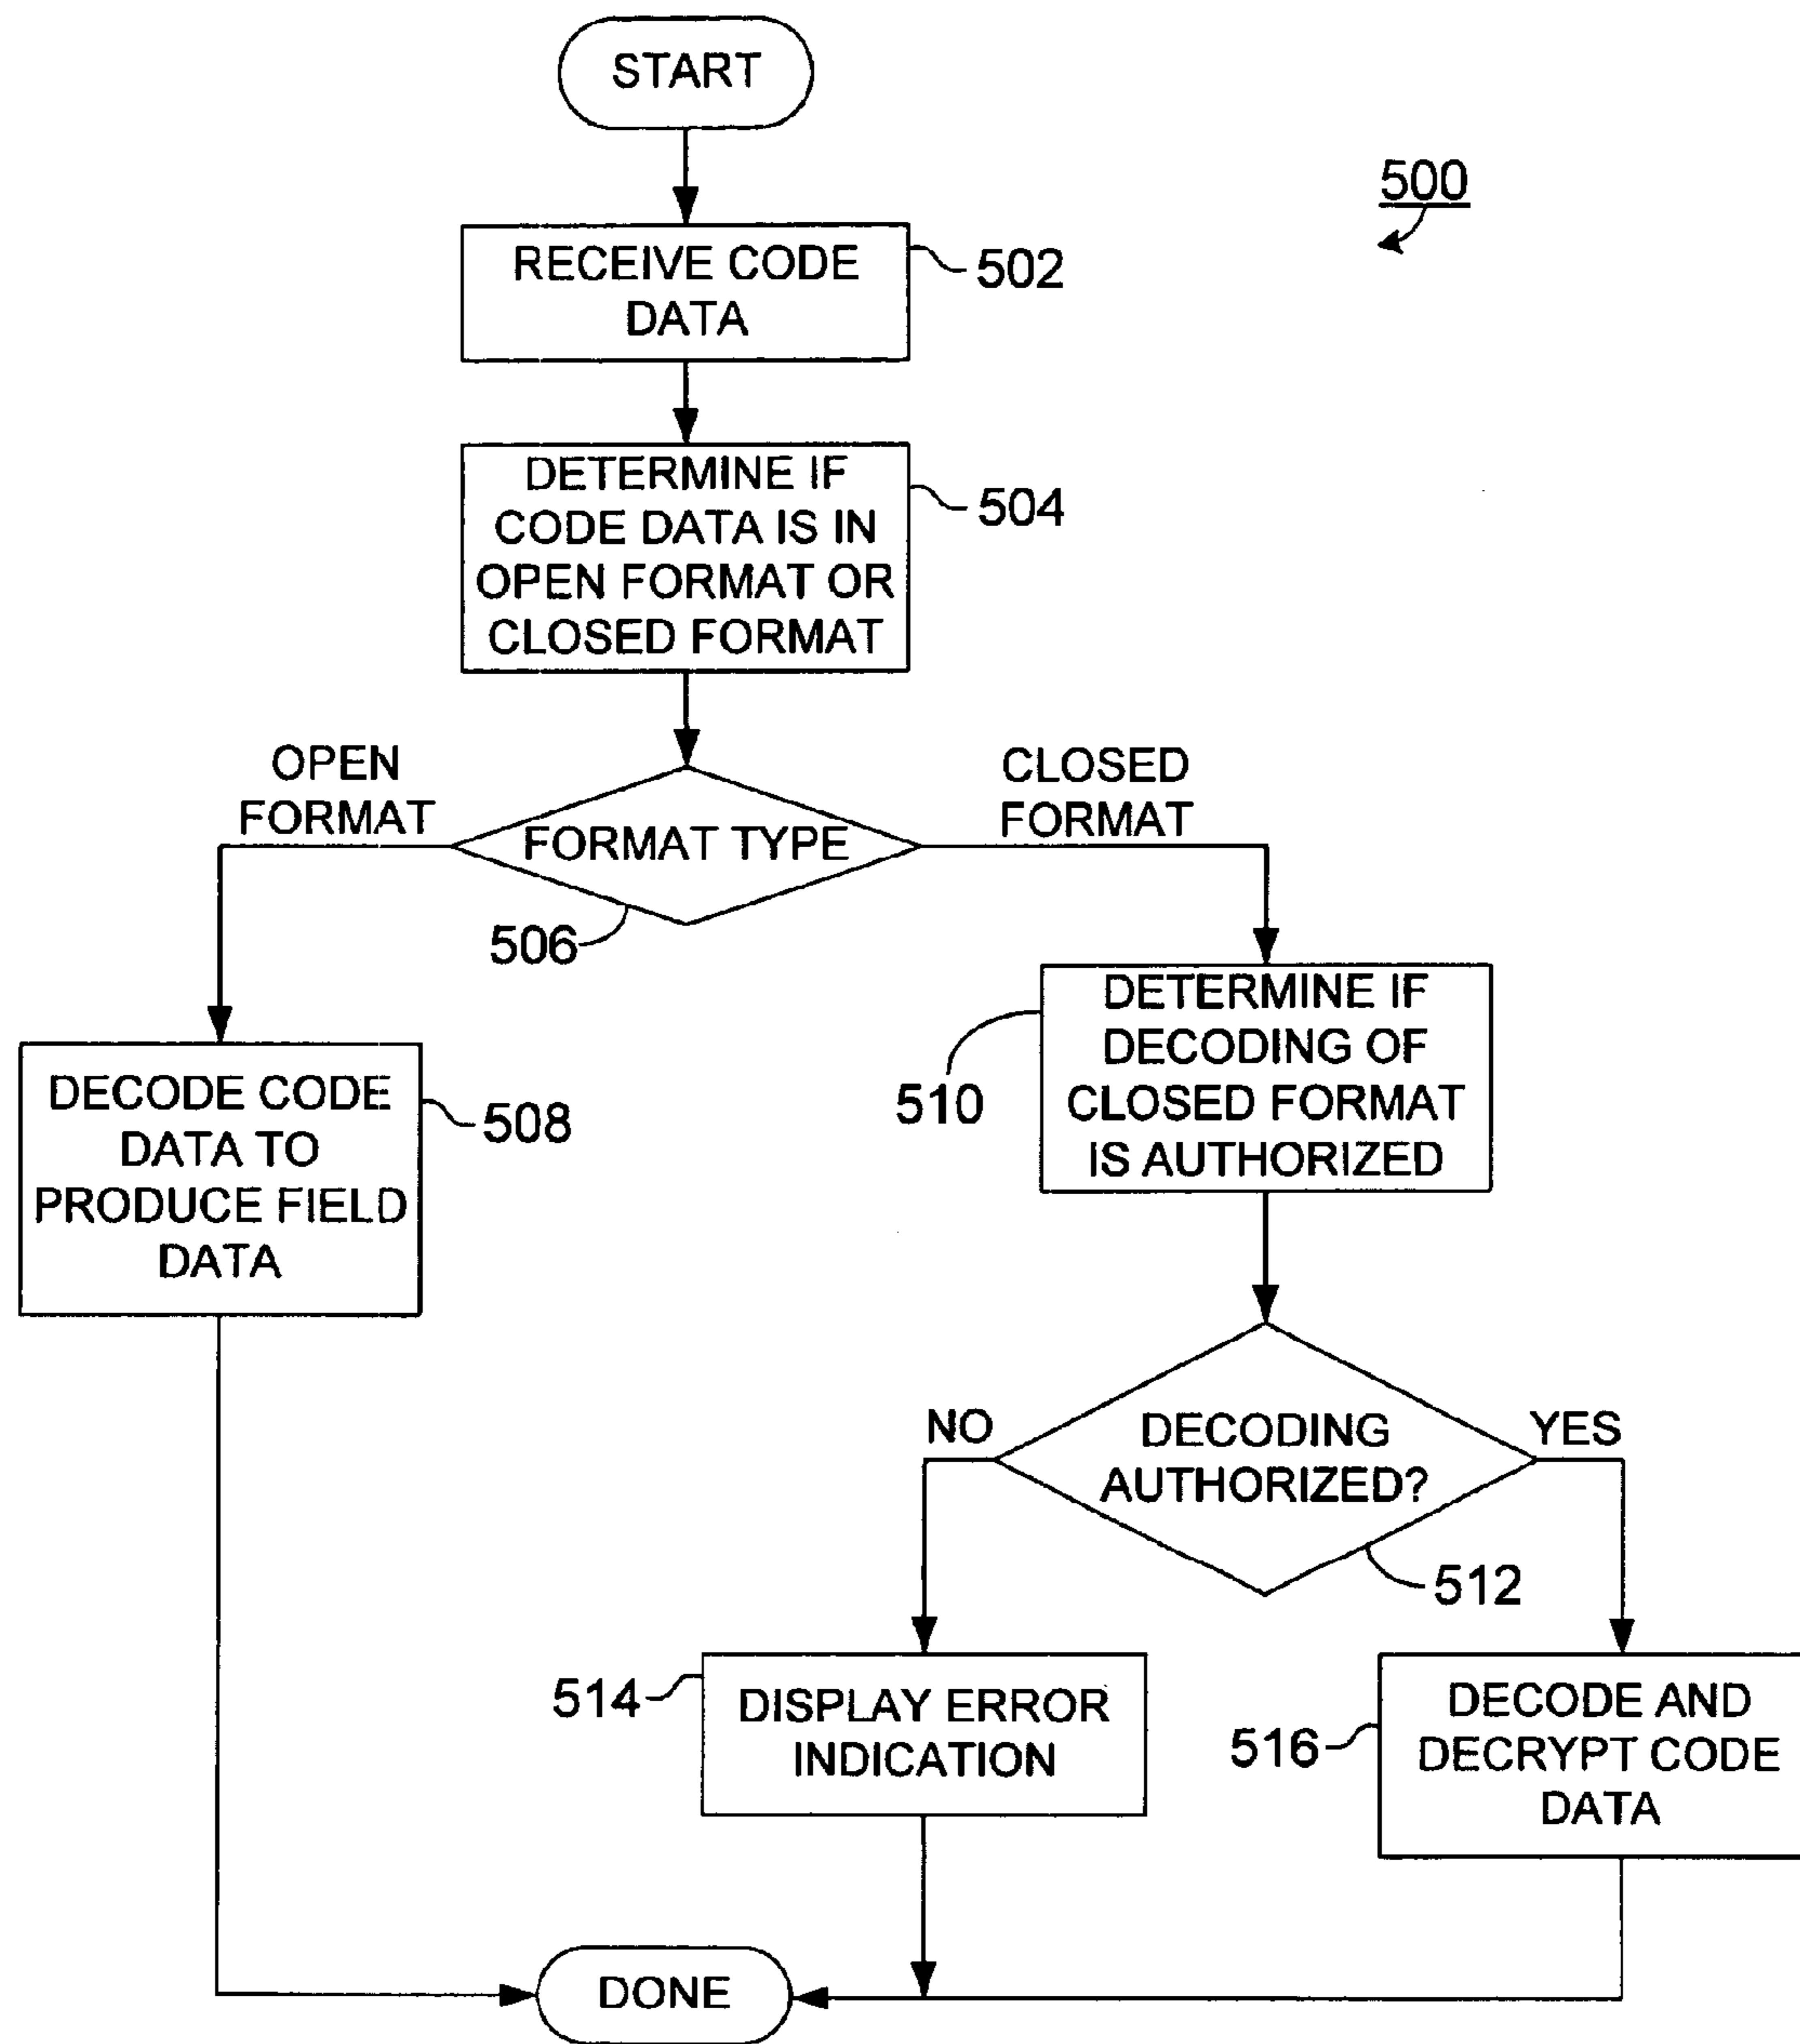 START
500
RECEIVE CODE
DATA
502
DETERMINE IF
CODE DATA IS IN
OPEN FORMAT OR
CLOSED FORMAT
504
OPEN
FORMAT
CLOSED
FORMAT
FORMAT TYPE
506
DECODE CODE
DATA TO
PRODUCE FIELD
DATA
508
DETERMINE IF
DECODING OF
CLOSED FORMAT
IS AUTHORIZED
510
NO
DECODING
AUTHORIZED?
YES
512
514
DISPLAY ERROR
INDICATION
516
DECODE AND
DECRYPT CODE
DATA
DONE